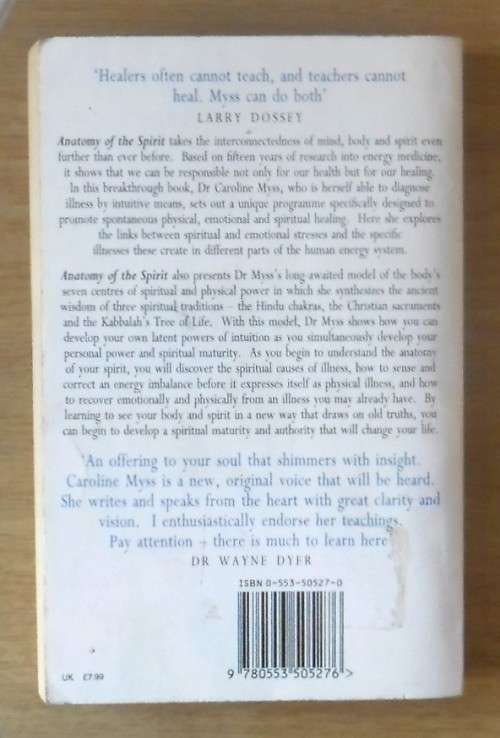 'Healers often cannot teach, and teachers cannot
heal. Myss can do both'
LARRY DOSSEY
Anatomy of the Spirit takes the interconnectedness of mind, body and spirit even
further than ever before. Based on fifteen years of research into energy medicine,
it shows that we can be responsible not only for our health but for our healing.
In this breakthrough book, Dr Caroline Myss, who is herself able to diagnose
illness by intuitive means, sets out a unique programme specifically designed to
promote spontaneous physical, emotional and spiritual healing. Here she explores
the links between spiritual and emotional stresses and the specific
illnesses these create in different parts of the human energy system.
Anatomy of the Spirit also presents Dr Myss's long-awaited model of the body's
seven centres of spiritual and physical power in which she synthesizes the ancient
wisdom of three spiritual traditions – the Hindu chakras, the Christian sacraments
and the Kabbalah's Tree of Life. With this model, Dr Myss shows how you can
develop your own latent powers of intuition as you simultaneously develop your
personal power and spiritual maturity. As you begin to understand the anatomy
of your spirit, you will discover the spiritual causes of illness, how to sense and
correct an energy imbalance before it expresses itself as physical illness, and how
to recover emotionally and physically from an illness you may already have. By
learning to see your body and spirit in a new way that draws on old truths, you
can begin to develop a spiritual maturity and authority that will change your life.
'An offering to your soul that shimmers with insight.
Caroline Myss is a new, original voice that will be heard.
She writes and speaks from the heart with great clarity and
vision. I enthusiastically endorse her teachings.
Pay attention – there is much to learn here
DR WAYNE DYER
ISBN 0-553-50527-0
9 780553 505276 >
UK £7.99